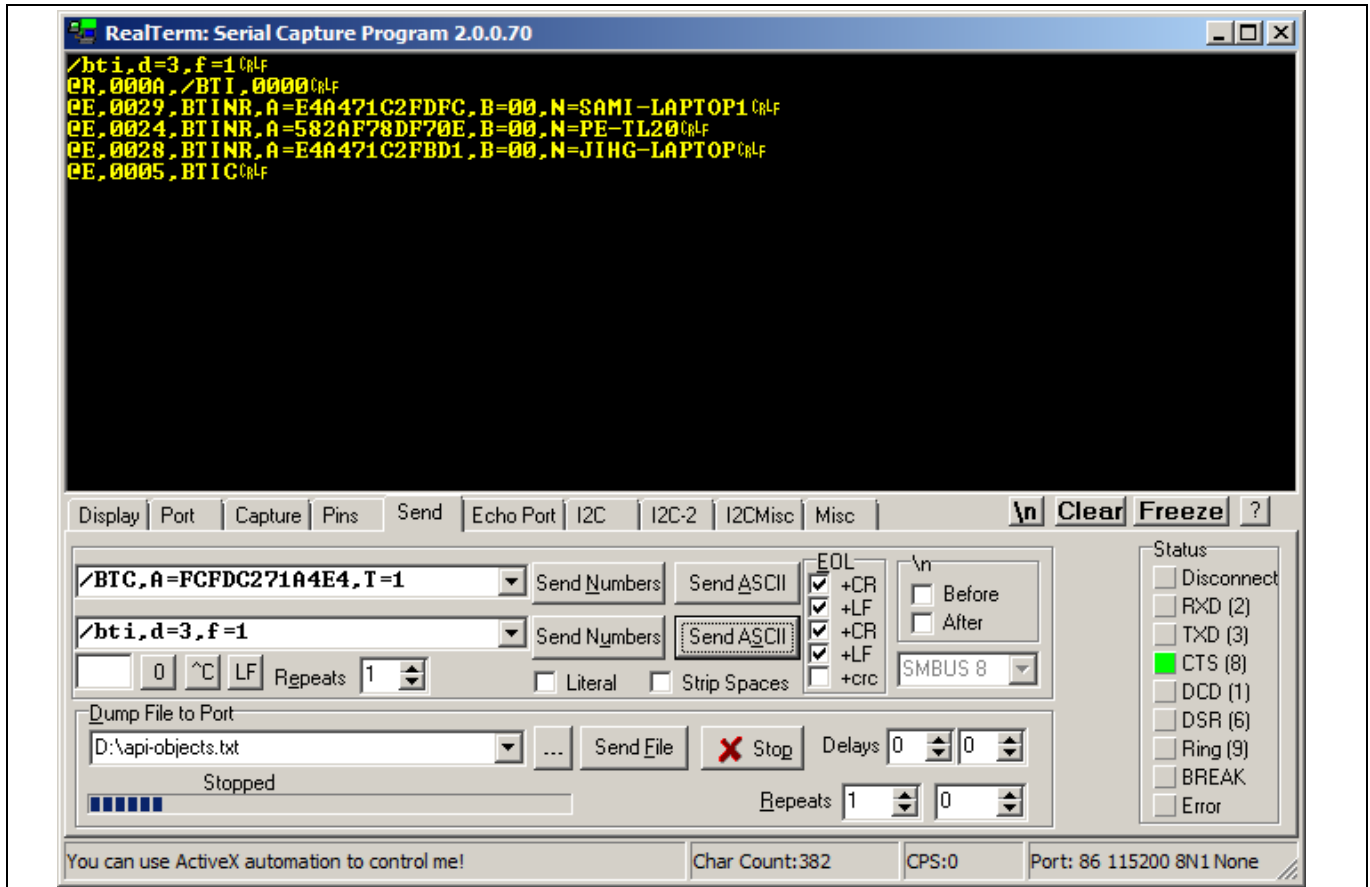 RealTerm: Serial Capture Program 2.0.0.70
/bti,d=3,f=1CRLF
@R,000A,/BTI,0000CRLF
@E,0029,BTINR,A=E4A471C2FDFC,B=00,N=SAMI-LAPTOP1CRLF
@E,0024,BTINR,A=582AF78DF70E,B=00,N=PE-TL20CRLF
@E,0028,BTINR,A=E4A471C2FBD1,B=00,N=JIHG-LAPTOPCRLF
@E,0005,BTICCRLF
Display Port Capture Pins Send Echo Port I2C I2C-2 I2CMisc Misc \n Clear Freeze ?
EOL \n Status
/BTC,A=FCFDC271A4E4,T=1 Send Numbers Send ASCII +CR Before Disconnect
+LF After RXD (2)
/bti,d=3,f=1 Send Numbers Send ASCII +CR TXD (3)
+LF SMBUS 8 CTS (8)
0 ^C LF Repeats 1 Literal Strip Spaces +crc DCD (1)
Dump File to Port DSR (6)
D:\api-objects.txt ... Send File Stop Delays 0 0 Ring (9)
Stopped BREAK
Repeats 1 0 Error
You can use ActiveX automation to control me! Char Count:382 CPS:0 Port: 86 115200 8N1 None